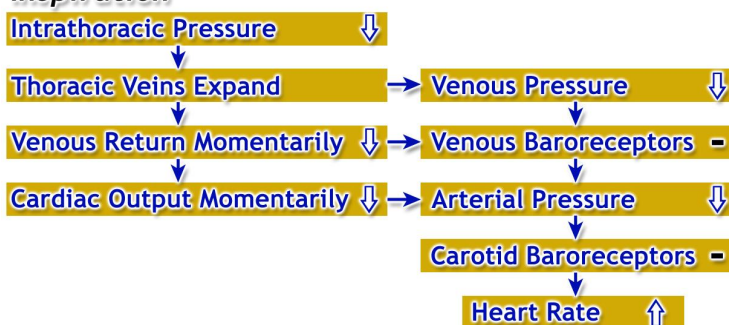 Intrathoracic Pressure ⇩
Thoracic Veins Expand
Venous Pressure ⇩
Venous Return Momentarily ⇩
Venous Baroreceptors -
Cardiac Output Momentarily ⇩
Arterial Pressure ⇩
Carotid Baroreceptors -
Heart Rate ⇧